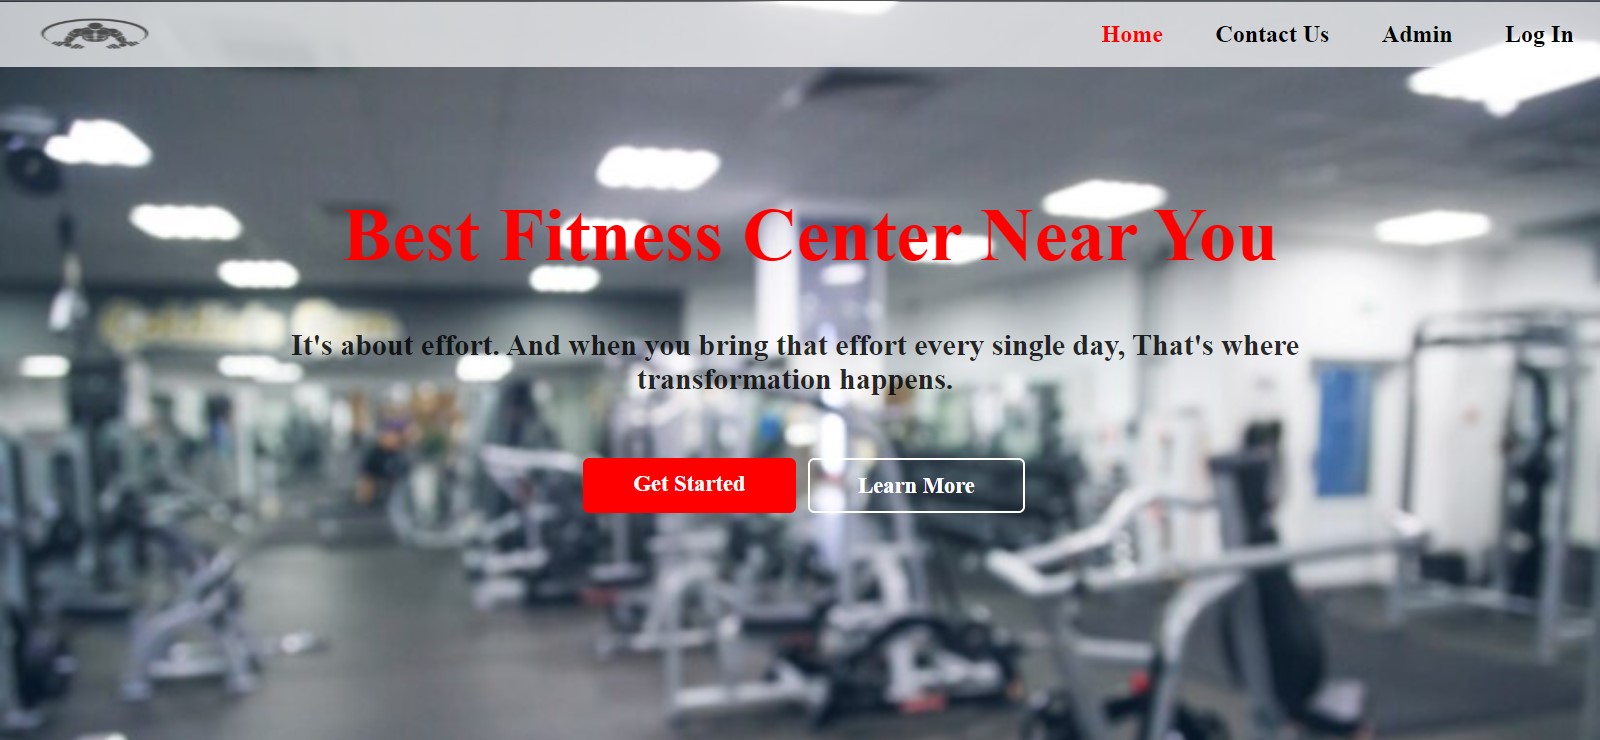 Home Contact Us Admin Log In
Best Fitness Center Near You
It's about effort. And when you bring that effort every single day, That's where
transformation happens.
Get Started Learn More